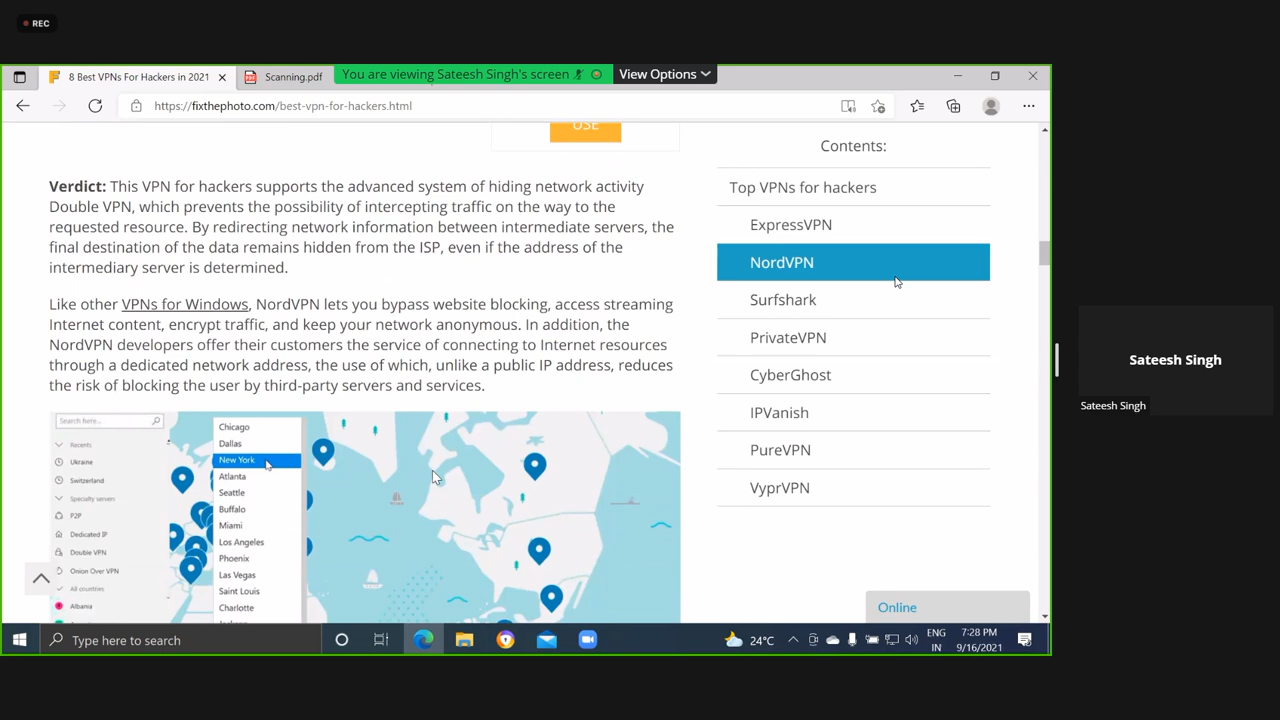 REC
8 Best VPNs For Hackers in 2021
Scanning.pdf
You are viewing Sateesh Singh's screen
View Options
https://fixthephoto.com/best-vpn-for-hackers.html
USE
Verdict: This VPN for hackers supports the advanced system of hiding network activity
Double VPN, which prevents the possibility of intercepting traffic on the way to the
requested resource. By redirecting network information between intermediate servers, the
final destination of the data remains hidden from the ISP, even if the address of the
intermediary server is determined.
Like other VPNs for Windows, NordVPN lets you bypass website blocking, access streaming
Internet content, encrypt traffic, and keep your network anonymous. In addition, the
NordVPN developers offer their customers the service of connecting to Internet resources
through a dedicated network address, the use of which, unlike a public IP address, reduces
the risk of blocking the user by third-party servers and services.
Search here...
Recents
Ukraine
Switzerland
Specialty servers
P2P
Dedicated IP
Double VPN
Onion Over VPN
All countries
Albania
Chicago
Dallas
New York
Atlanta
Seattle
Buffalo
Miami
Los Angeles
Phoenix
Las Vegas
Saint Louis
Charlotte
Contents:
Top VPNs for hackers
ExpressVPN
NordVPN
Surfshark
PrivateVPN
CyberGhost
IPVanish
PureVPN
VyprVPN
Online
Sateesh Singh
Sateesh Singh
Type here to search
24°C
ENG
IN
7:28 PM
9/16/2021